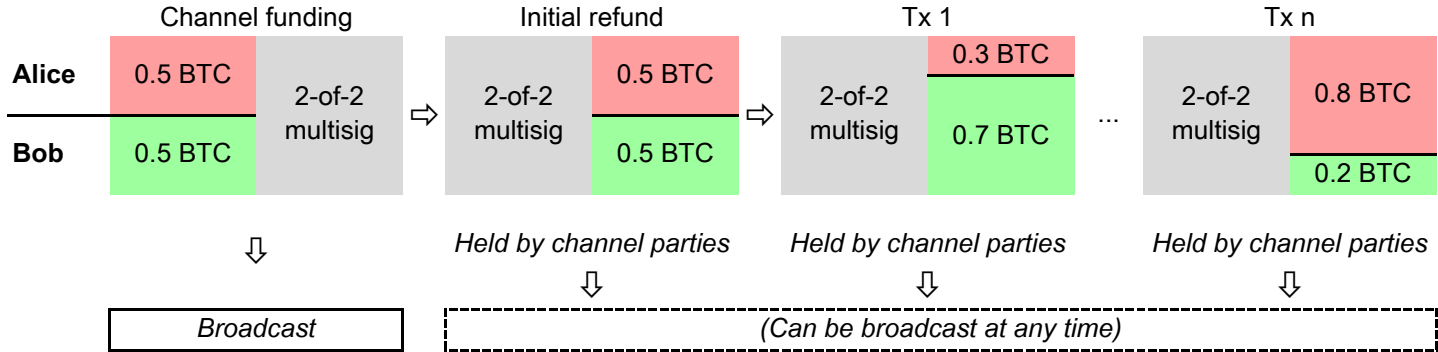 Channel funding
Initial refund
Tx 1
Tx n
Alice
Bob
0.5 BTC
0.5 BTC
2-of-2
multisig
2-of-2
multisig
0.5 BTC
0.5 BTC
2-of-2
multisig
0.3 BTC
0.7 BTC
...
2-of-2
multisig
0.8 BTC
0.2 BTC
Held by channel parties
Held by channel parties
Held by channel parties
Broadcast
(Can be broadcast at any time)